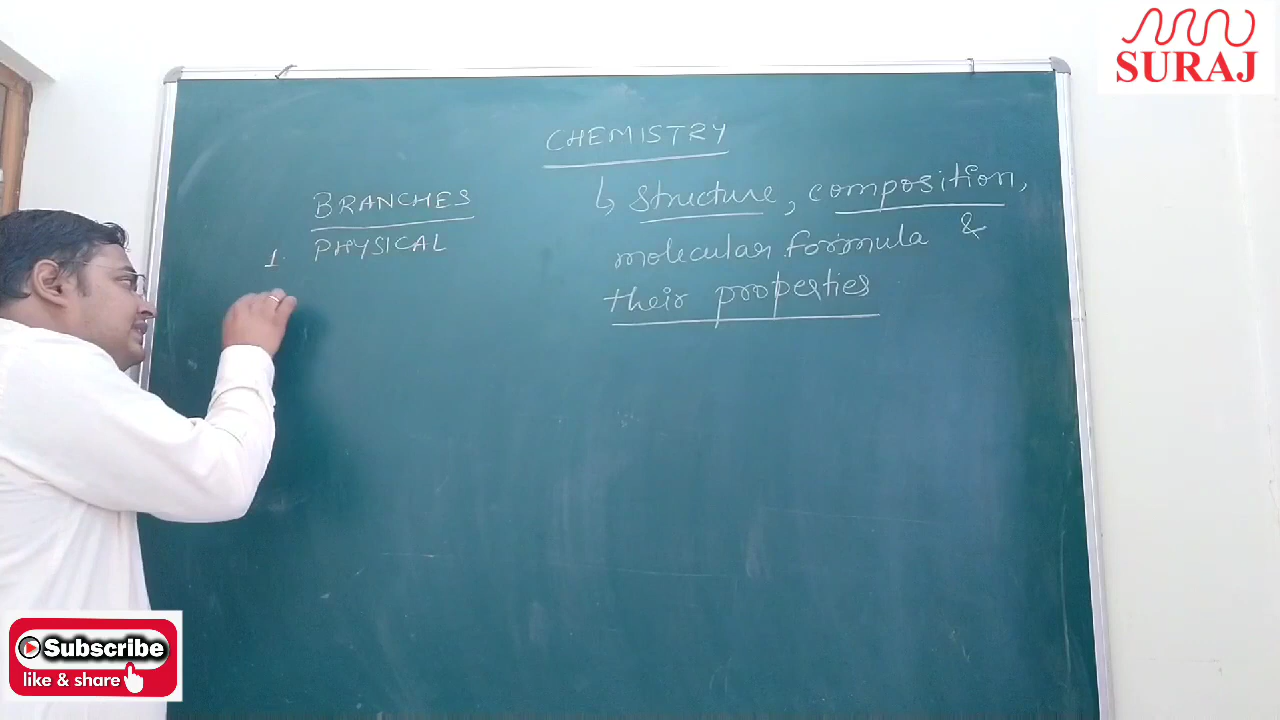 SURAJ
CHEMISTRY
BRANCHES
1. PHYSICAL
↳ Structure, composition,
molecular formula &
their properties
Subscribe
like & share